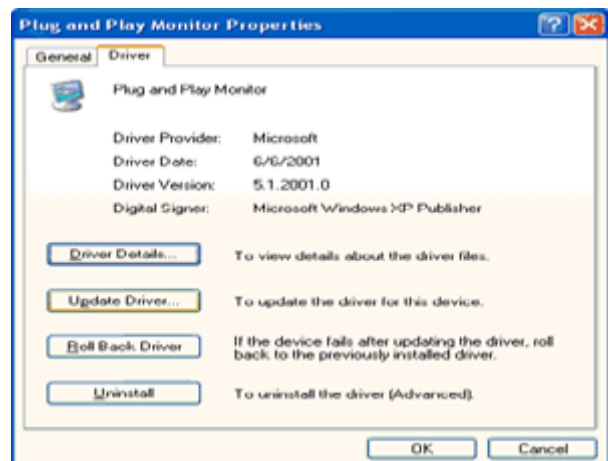 Plug and Play Monitor Properties
General Driver
Plug and Play Monitor
Driver Provider: Microsoft
Driver Date: 6/6/2001
Driver Version: 5.1.2001.0
Digital Signer: Microsoft Windows XP Publisher
Driver Details... To view details about the driver files.
Update Driver... To update the driver for this device.
Roll Back Driver If the device fails after updating the driver, roll
back to the previously installed driver.
Uninstall To uninstall the driver (Advanced).
OK Cancel